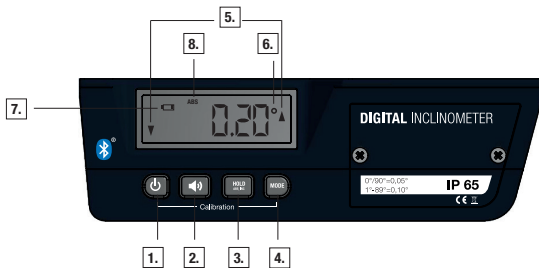 5.
8.
6.
7.
ABS
0.20°
DIGITAL INCLINOMETER
HOLD
MODE
0°/90°=0,05°
1°-89°=0.10°
IP 65
CE
Calibration
1.
2.
3.
4.